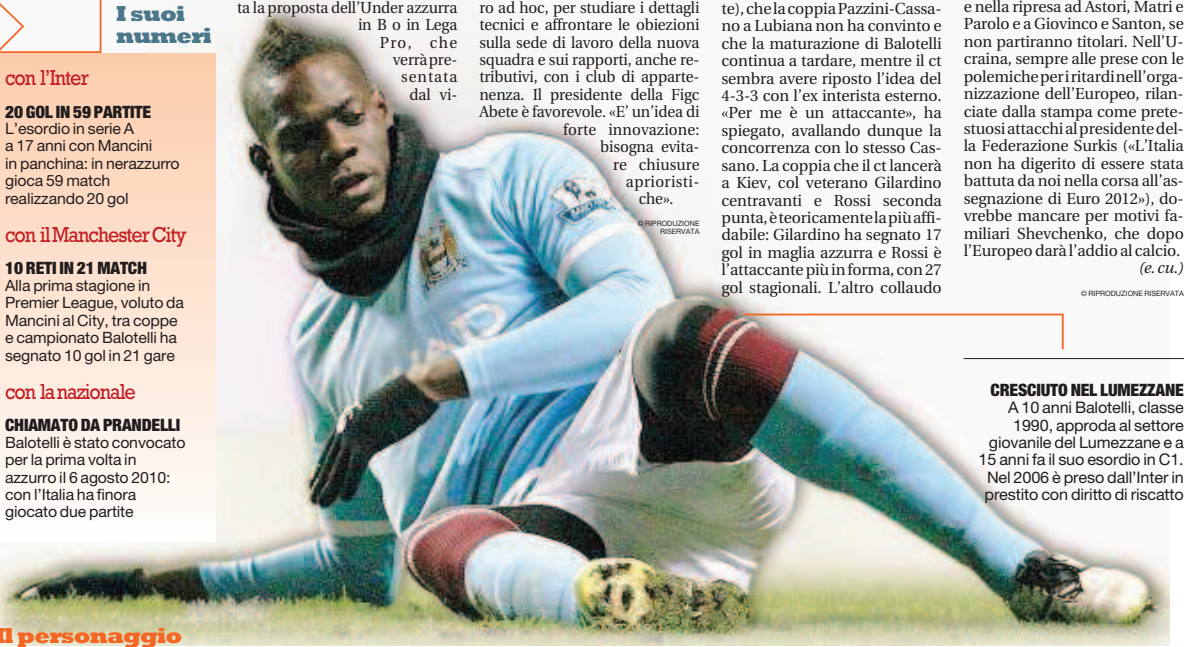 I suoi
numeri
con l'Inter
20 GOL IN 59 PARTITE
L'esordio in serie A
a 17 anni con Mancini
in panchina: in nerazzurro
gioca 59 match
realizzando 20 gol
con il Manchester City
10 RETI IN 21 MATCH
Alla prima stagione in
Premier League, voluto da
Mancini al City, tra coppe
e campionato Balotelli ha
segnato 10 gol in 21 gare
con la nazionale
CHIAMATO DA PRANDELLI
Balotelli è stato convocato
per la prima volta in
azzurro il 6 agosto 2010:
con l'Italia ha finora
giocato due partite
ta la proposta dell'Under azzurra
in B o in Lega
Pro, che
verrà pre-
sentata
dal vi-
ro ad hoc, per studiare i dettagli
tecnici e affrontare le obiezioni
sulla sede di lavoro della nuova
squadra e sui rapporti, anche re-
tributivi, con i club di apparte-
nenza. Il presidente della Figc
Abete è favorevole. «E' un'idea di
forte innovazione:
bisogna evita-
re chiusure
aprioristi-
che».
© RIPRODUZIONE
RISERVATA
te), che la coppia Pazzini-Cassa-
no a Lubiana non ha convinto e
che la maturazione di Balotelli
continua a tardare, mentre il ct
sembra avere riposto l'idea del
4-3-3 con l'ex interista esterno.
«Per me è un attaccante», ha
spiegato, avallando dunque la
concorrenza con lo stesso Cas-
sano. La coppia che il ct lancerà
a Kiev, col veterano Gilardino
centravanti e Rossi seconda
punta, è teoricamente la più affi-
dabile: Gilardino ha segnato 17
gol in maglia azzurra e Rossi è
l'attaccante più in forma, con 27
gol stagionali. L'altro collaudo
e nella ripresa ad Astori, Matri e
Parolo e a Giovinco e Santon, se
non partiranno titolari. Nell'U-
craina, sempre alle prese con le
polemiche per i ritardi nell'orga-
nizzazione dell'Europeo, rilan-
ciate dalla stampa come prete-
stuosi attacchi al presidente del-
la Federazione Surkis («L'Italia
non ha digerito di essere stata
battuta da noi nella corsa all'as-
segnazione di Euro 2012»), do-
vrebbe mancare per motivi fa-
miliari Shevchenko, che dopo
l'Europeo darà l'addio al calcio.
(e. cu.)
© RIPRODUZIONE RISERVATA
CRESCIUTO NEL LUMEZZANE
A 10 anni Balotelli, classe
1990, approda al settore
giovanile del Lumezzane e a
15 anni fa il suo esordio in C1.
Nel 2006 è preso dall'Inter in
prestito con diritto di riscatto
Il personaggio